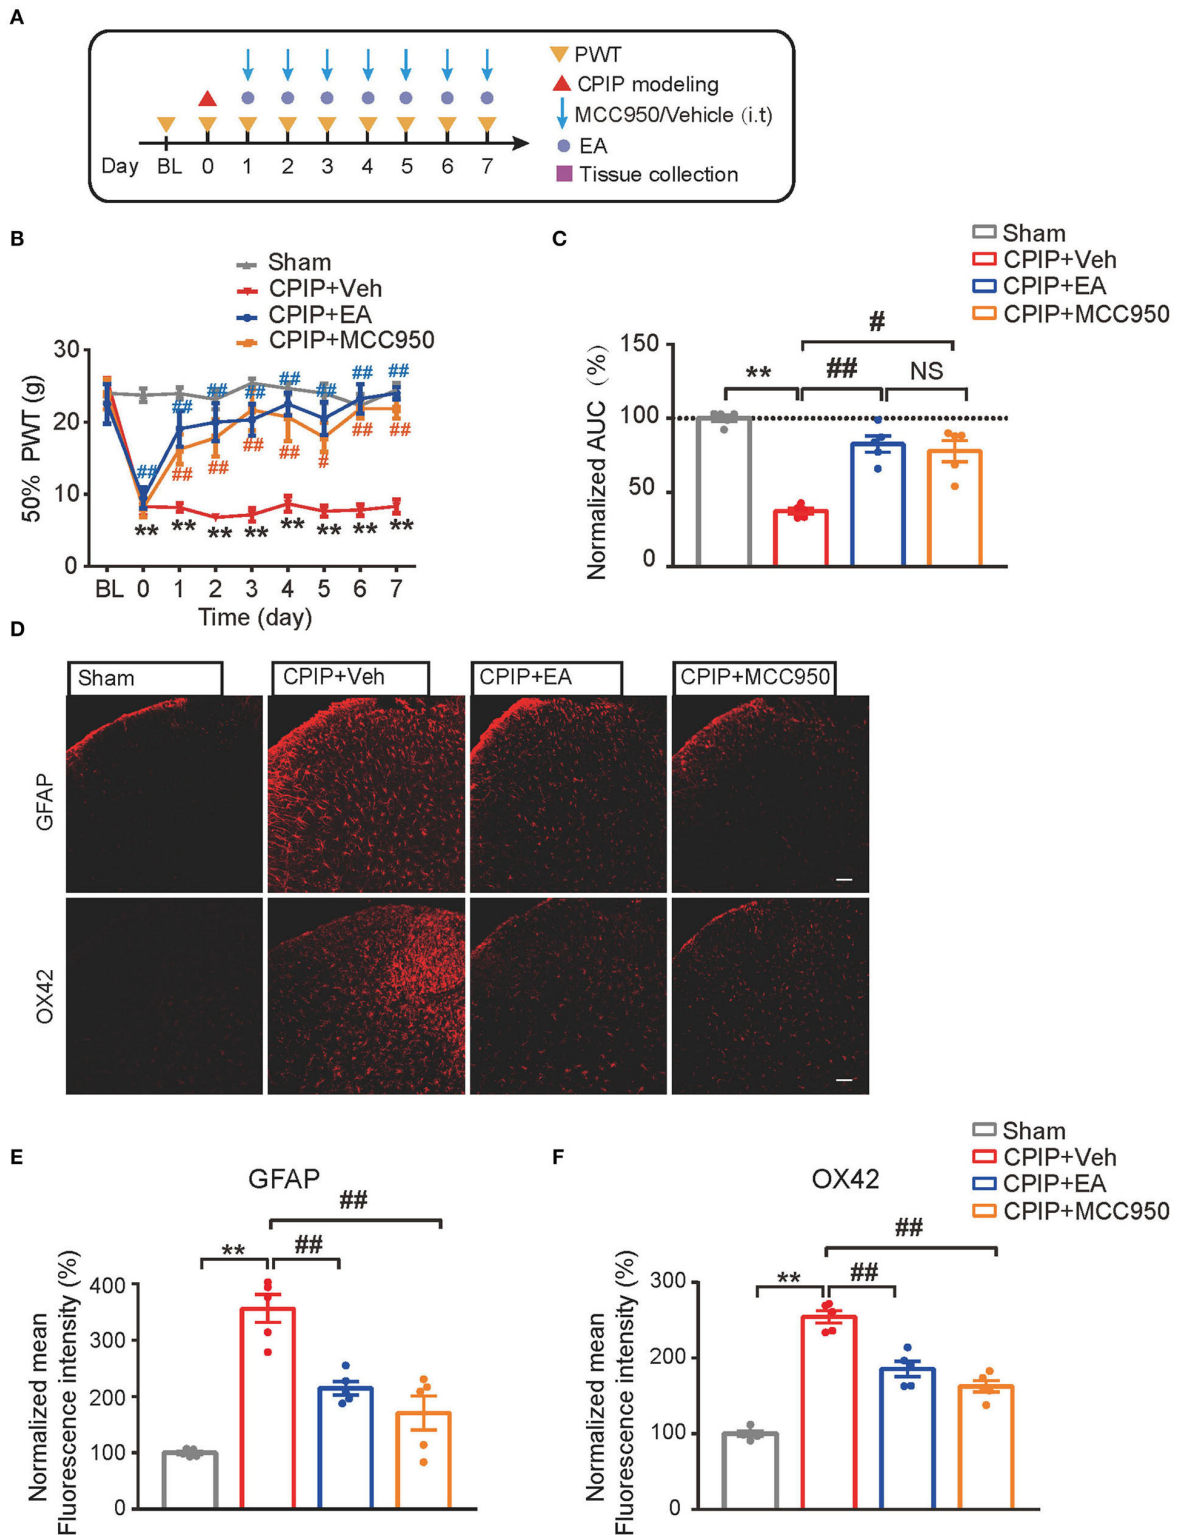 A
PWT
CPIP modeling
MCC950/Vehicle (i.t)
EA
Tissue collection
Day BL 0 1 2 3 4 5 6 7
B
Sham
CPIP+Veh
CPIP+EA
CPIP+MCC950
50% PWT (g)
30
20
10
0
## ## ## ## ## ## ## ##
## ## ## ## # ## ##
** ** ** ** ** ** ** **
BL 0 1 2 3 4 5 6 7
Time (day)
C
Sham
CPIP+Veh
CPIP+EA
CPIP+MCC950
Normalized AUC (%)
150
100
50
0
#
** ## NS
D
Sham
CPIP+Veh
CPIP+EA
CPIP+MCC950
GFAP
OX42
E
GFAP
Normalized mean
Fluorescence intensity (%)
400
300
200
100
0
##
** ##
F
OX42
Sham
CPIP+Veh
CPIP+EA
CPIP+MCC950
Normalized mean
Fluorescence intensity (%)
300
200
100
0
##
** ##